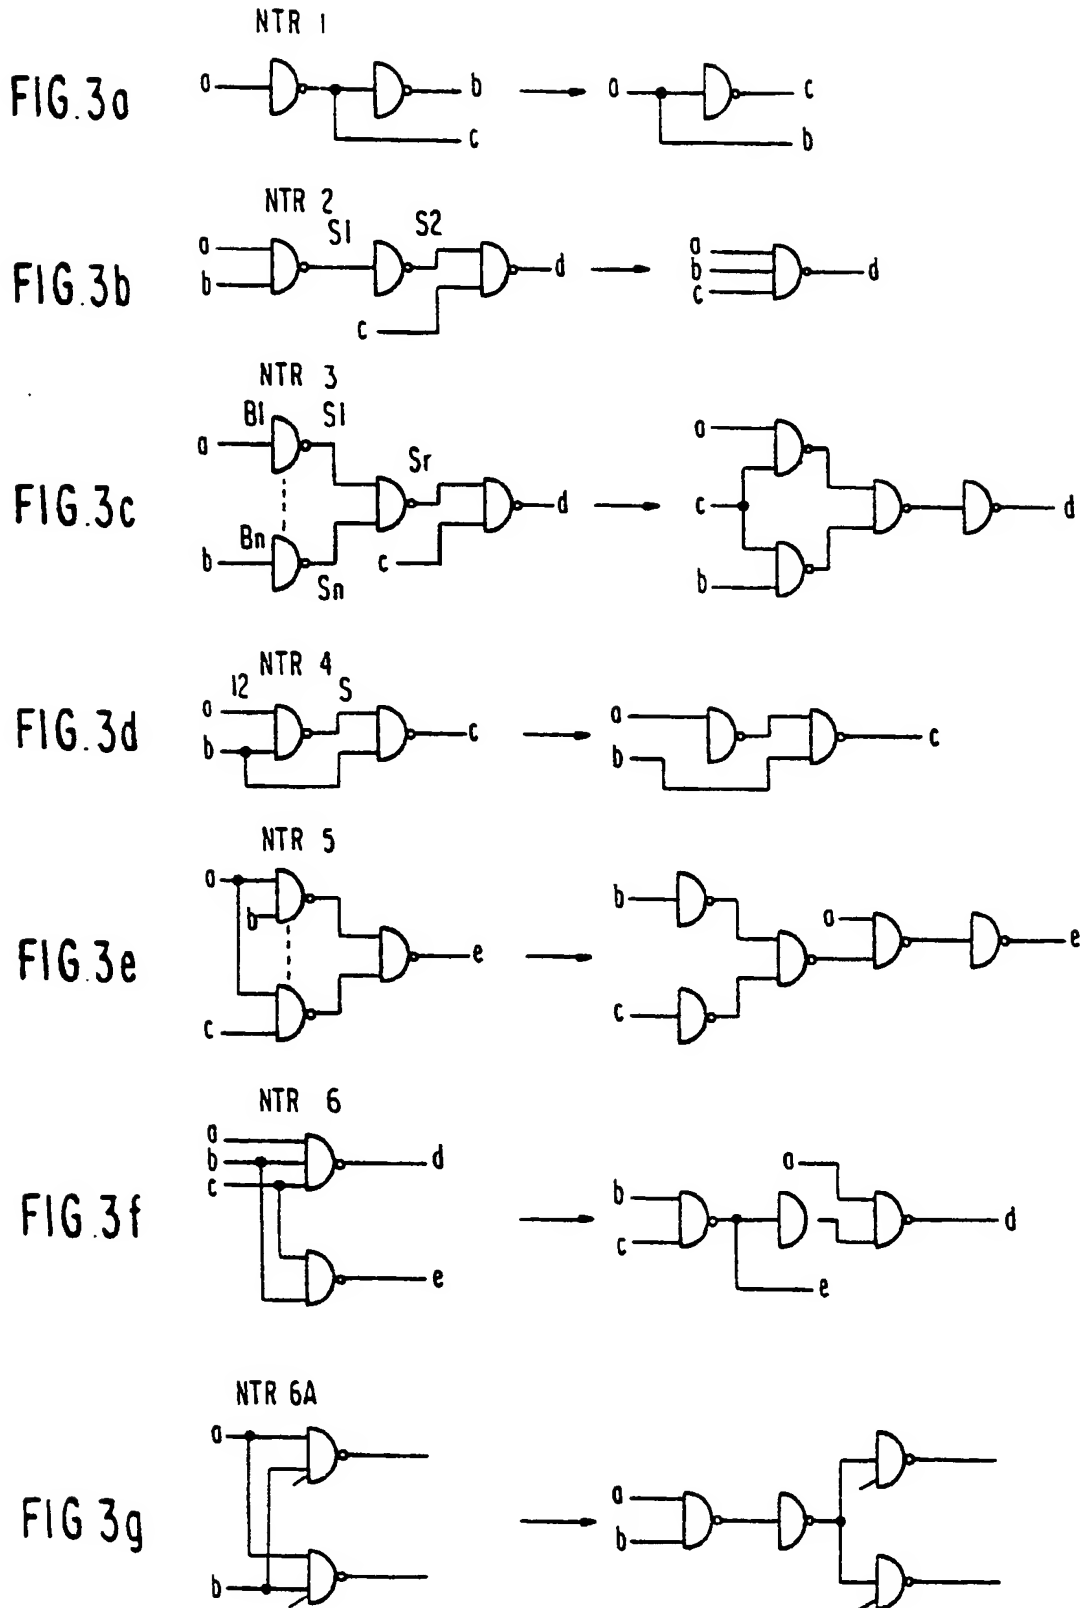 NTR 1
FIG.3a
a b c
a c b
NTR 2
S1 S2
FIG.3b
a b c d
a b c d
NTR 3
B1 S1
Sr
FIG.3c
a b c d
Bn Sn
a c b d
NTR 4
12 S
FIG.3d
a b c
a b c
NTR 5
FIG.3e
a b c e
b c a e
NTR 6
FIG.3f
a b c d e
a b c d e
NTR 6A
FIG 3g
a b
a b